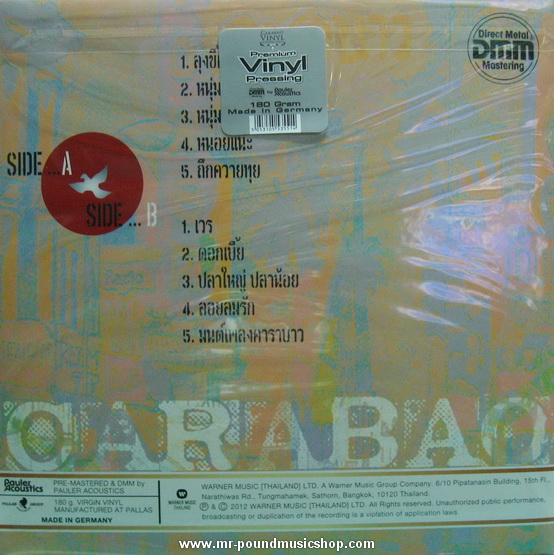 Premium
Vinyl
Pressing
DMM by Pauler Acoustics
180 Gram
Made in Germany
Direct Metal
DMM
Mastering
1. ลุงขี้
2. หนุ่ม
3. หนุ่ม
4. หน่อยแน่ะ
5. ถึกควายทุย
SIDE ... A
SIDE ... B
1. เวร
2. ดอกเบี้ย
3. ปลาใหญ่ ปลาน้อย
4. ลอยลมรัก
5. มนต์เพลงคาราบาว
CARABAO
Pauler
Acoustics
PRE-MASTERED & DMM by
PAULER ACOUSTICS
180 g. VIRGIN VINYL
MANUFACTURED AT PALLAS
MADE IN GERMANY
WARNER MUSIC
THAILAND
WARNER MUSIC [THAILAND] LTD. A Warner Music Group Company. 6/10 Pipatanasin Building, 15th Fl.,
Narathiwas Rd., Tungmahamek, Sathorn, Bangkok, 10120 Thailand.
℗ & © 2012 WARNER MUSIC [THAILAND] LTD. All Rights Reserved. Unauthorized public performance,
broadcasting or duplication of the recording is a violation of application laws.
www.mr-poundmusicshop.com